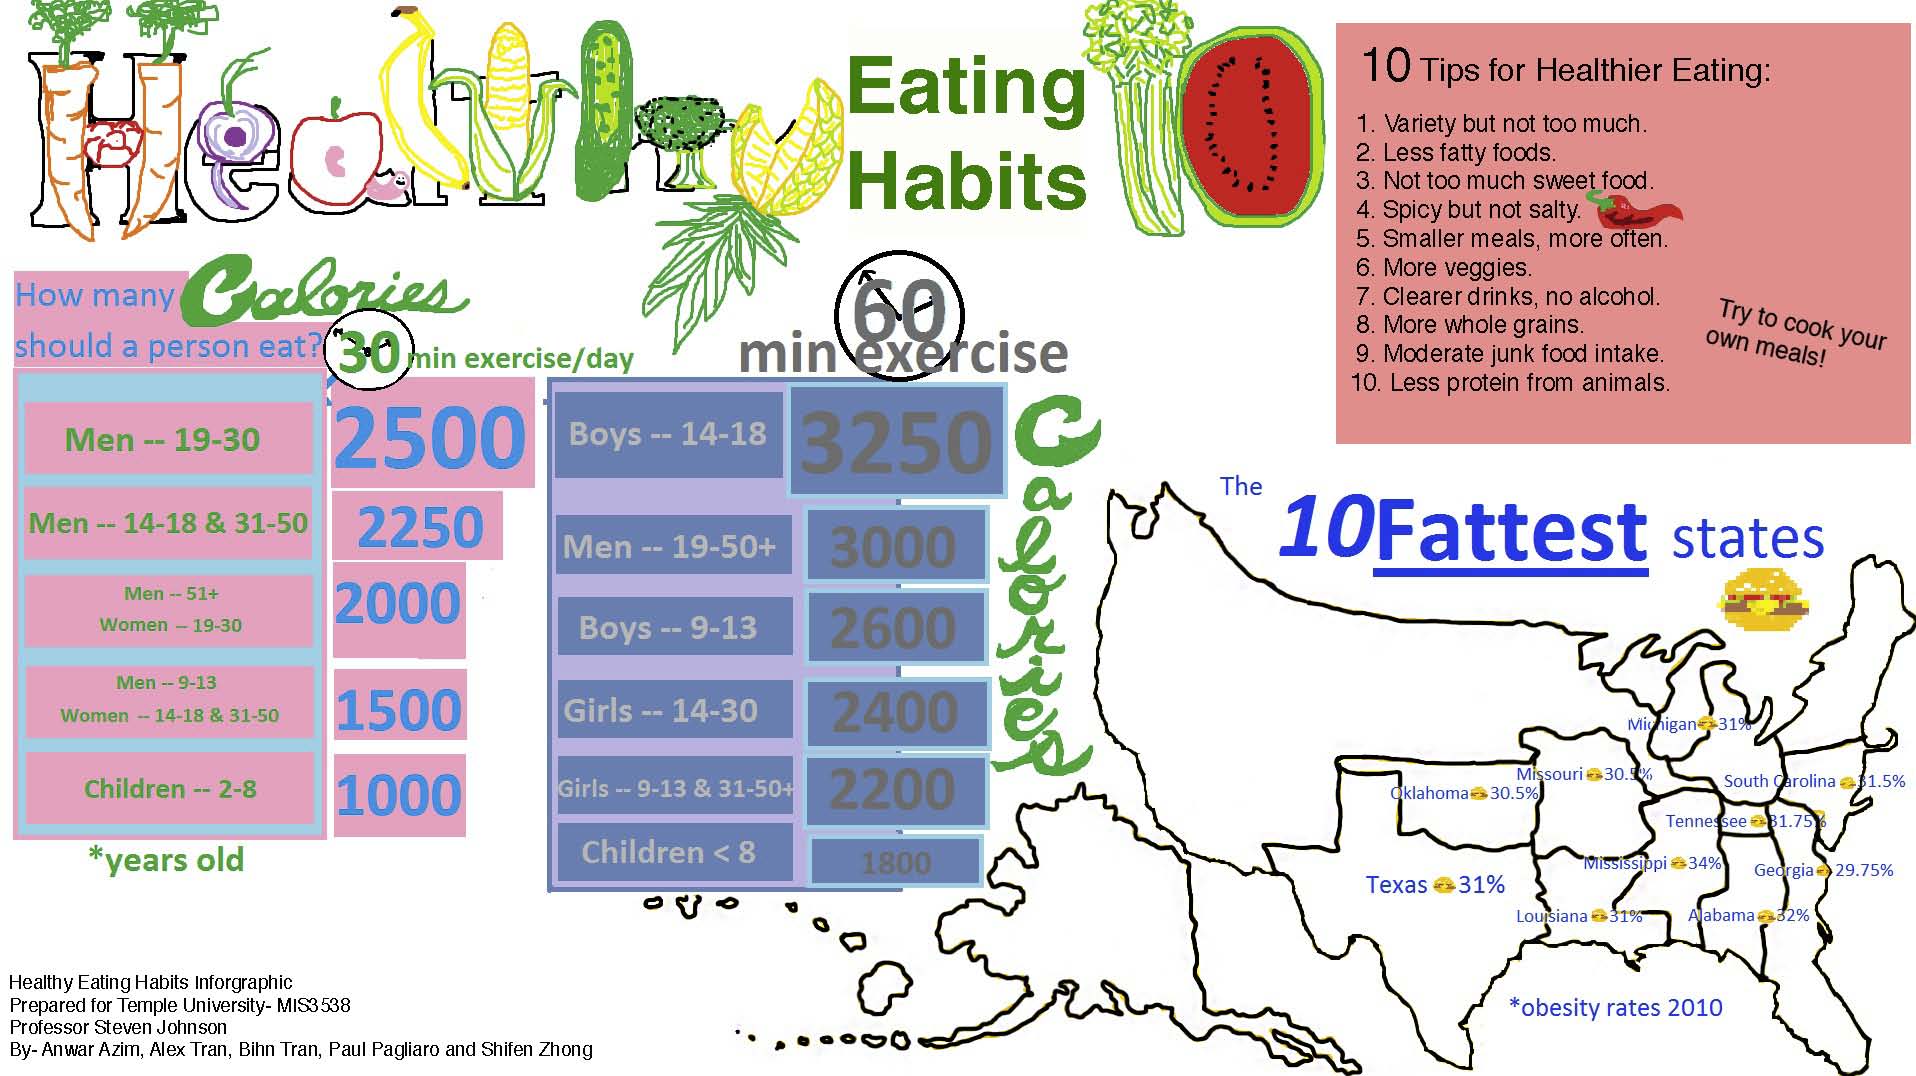 Healthy
Eating
Habits
10 Tips for Healthier Eating:
1. Variety but not too much.
2. Less fatty foods.
3. Not too much sweet food.
4. Spicy but not salty.
5. Smaller meals, more often.
6. More veggies.
7. Clearer drinks, no alcohol.
8. More whole grains.
9. Moderate junk food intake.
10. Less protein from animals.
Try to cook your
own meals!
How many Calories
should a person eat?
30 min exercise/day
Men -- 19-30 2500
Men -- 14-18 & 31-50 2250
Men -- 51+
Women -- 19-30
2000
Men -- 9-13
Women -- 14-18 & 31-50
1500
Children -- 2-8 1000
*years old
60
min exercise
Boys -- 14-18 3250
Men -- 19-50+ 3000
Boys -- 9-13 2600
Girls -- 14-30 2400
Girls -- 9-13 & 31-50+ 2200
Children < 8 1800
Calories
The 10 Fattest states
Michigan 31%
Missouri 30.5%
South Carolina 31.5%
Oklahoma 30.5%
Tennessee 31.75%
Mississippi 34%
Georgia 29.75%
Texas 31%
Louisiana 31%
Alabama 32%
*obesity rates 2010
Healthy Eating Habits Inforgraphic
Prepared for Temple University- MIS3538
Professor Steven Johnson
By- Anwar Azim, Alex Tran, Bihn Tran, Paul Pagliaro and Shifen Zhong